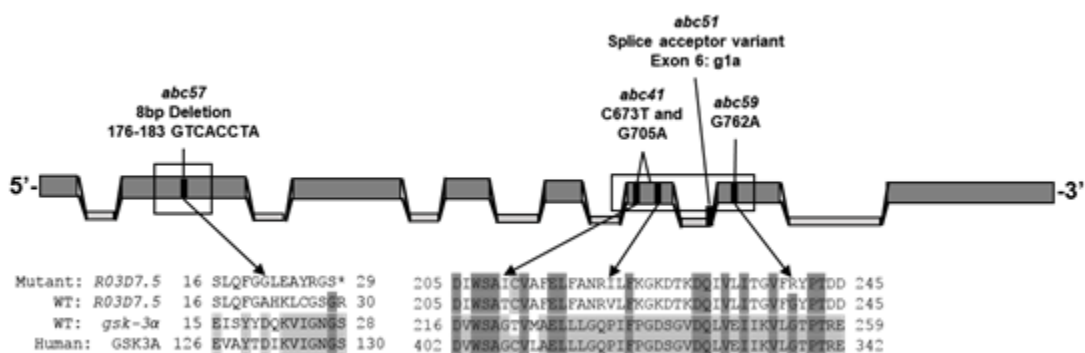 abc51
Splice acceptor variant
Exon 6: g1a
abc57
8bp Deletion
176-183 GTCACCTA
abc41
C673T and
G705A
abc59
G762A
5'-
-3'
Mutant: R03D7.5 16 SLQFGGLEAYRGS* 29 205 DIWSAICVAFELFANRILFKGKDTKDQIVLITGVFRYPTDD 245
WT: R03D7.5 16 SLQFGAHKLCGSGR 30 205 DIWSATCVAFELFANRVLFKGKDTKDQIVLITGVFGYPTDD 245
WT: gsk-3α 15 EISYYDQKVIGNGS 28 216 DVWSAGTVMAELLLGQPIFPGDSGVDQLVEIIKVLGTPTRE 259
Human: GSK3A 126 EVAYTDIKVIGNGS 130 402 DVWSAGCVLAELLLGQPIFPGDSGVDQLVEIIKVLGTPTRE 342